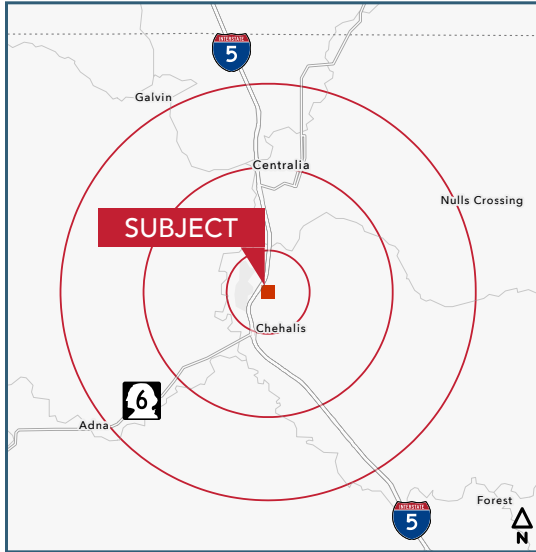 INTERSTATE
5
Galvin
Centralia
Nulls Crossing
SUBJECT
Chehalis
6
Adna
Forest
INTERSTATE
5
N